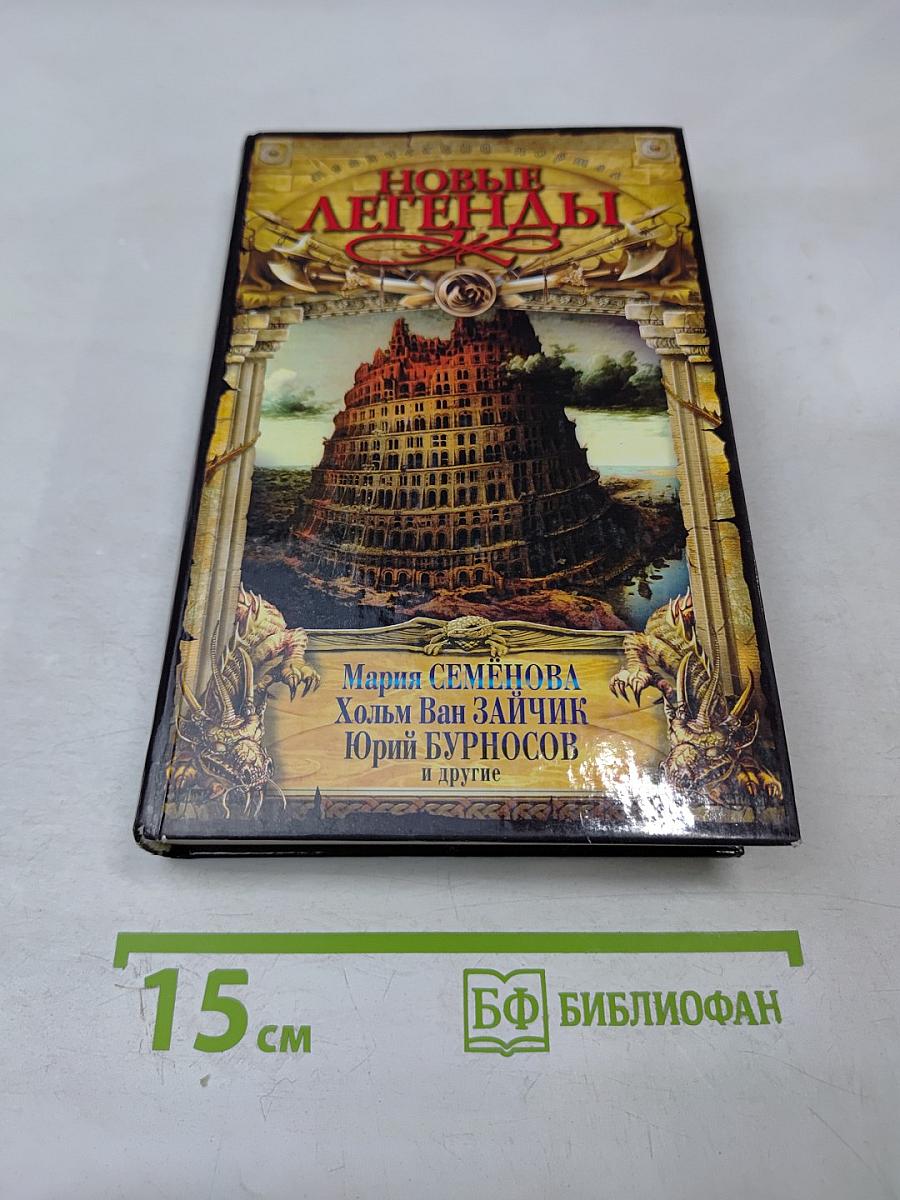 НОВЫЕ
ЛЕГЕНДЫ
Мария СЕМЁНОВА
Хольм Ван ЗАЙЧИК
Юрий БУРНОСОВ
и другие
15 см
БФ БИБЛИОФАН